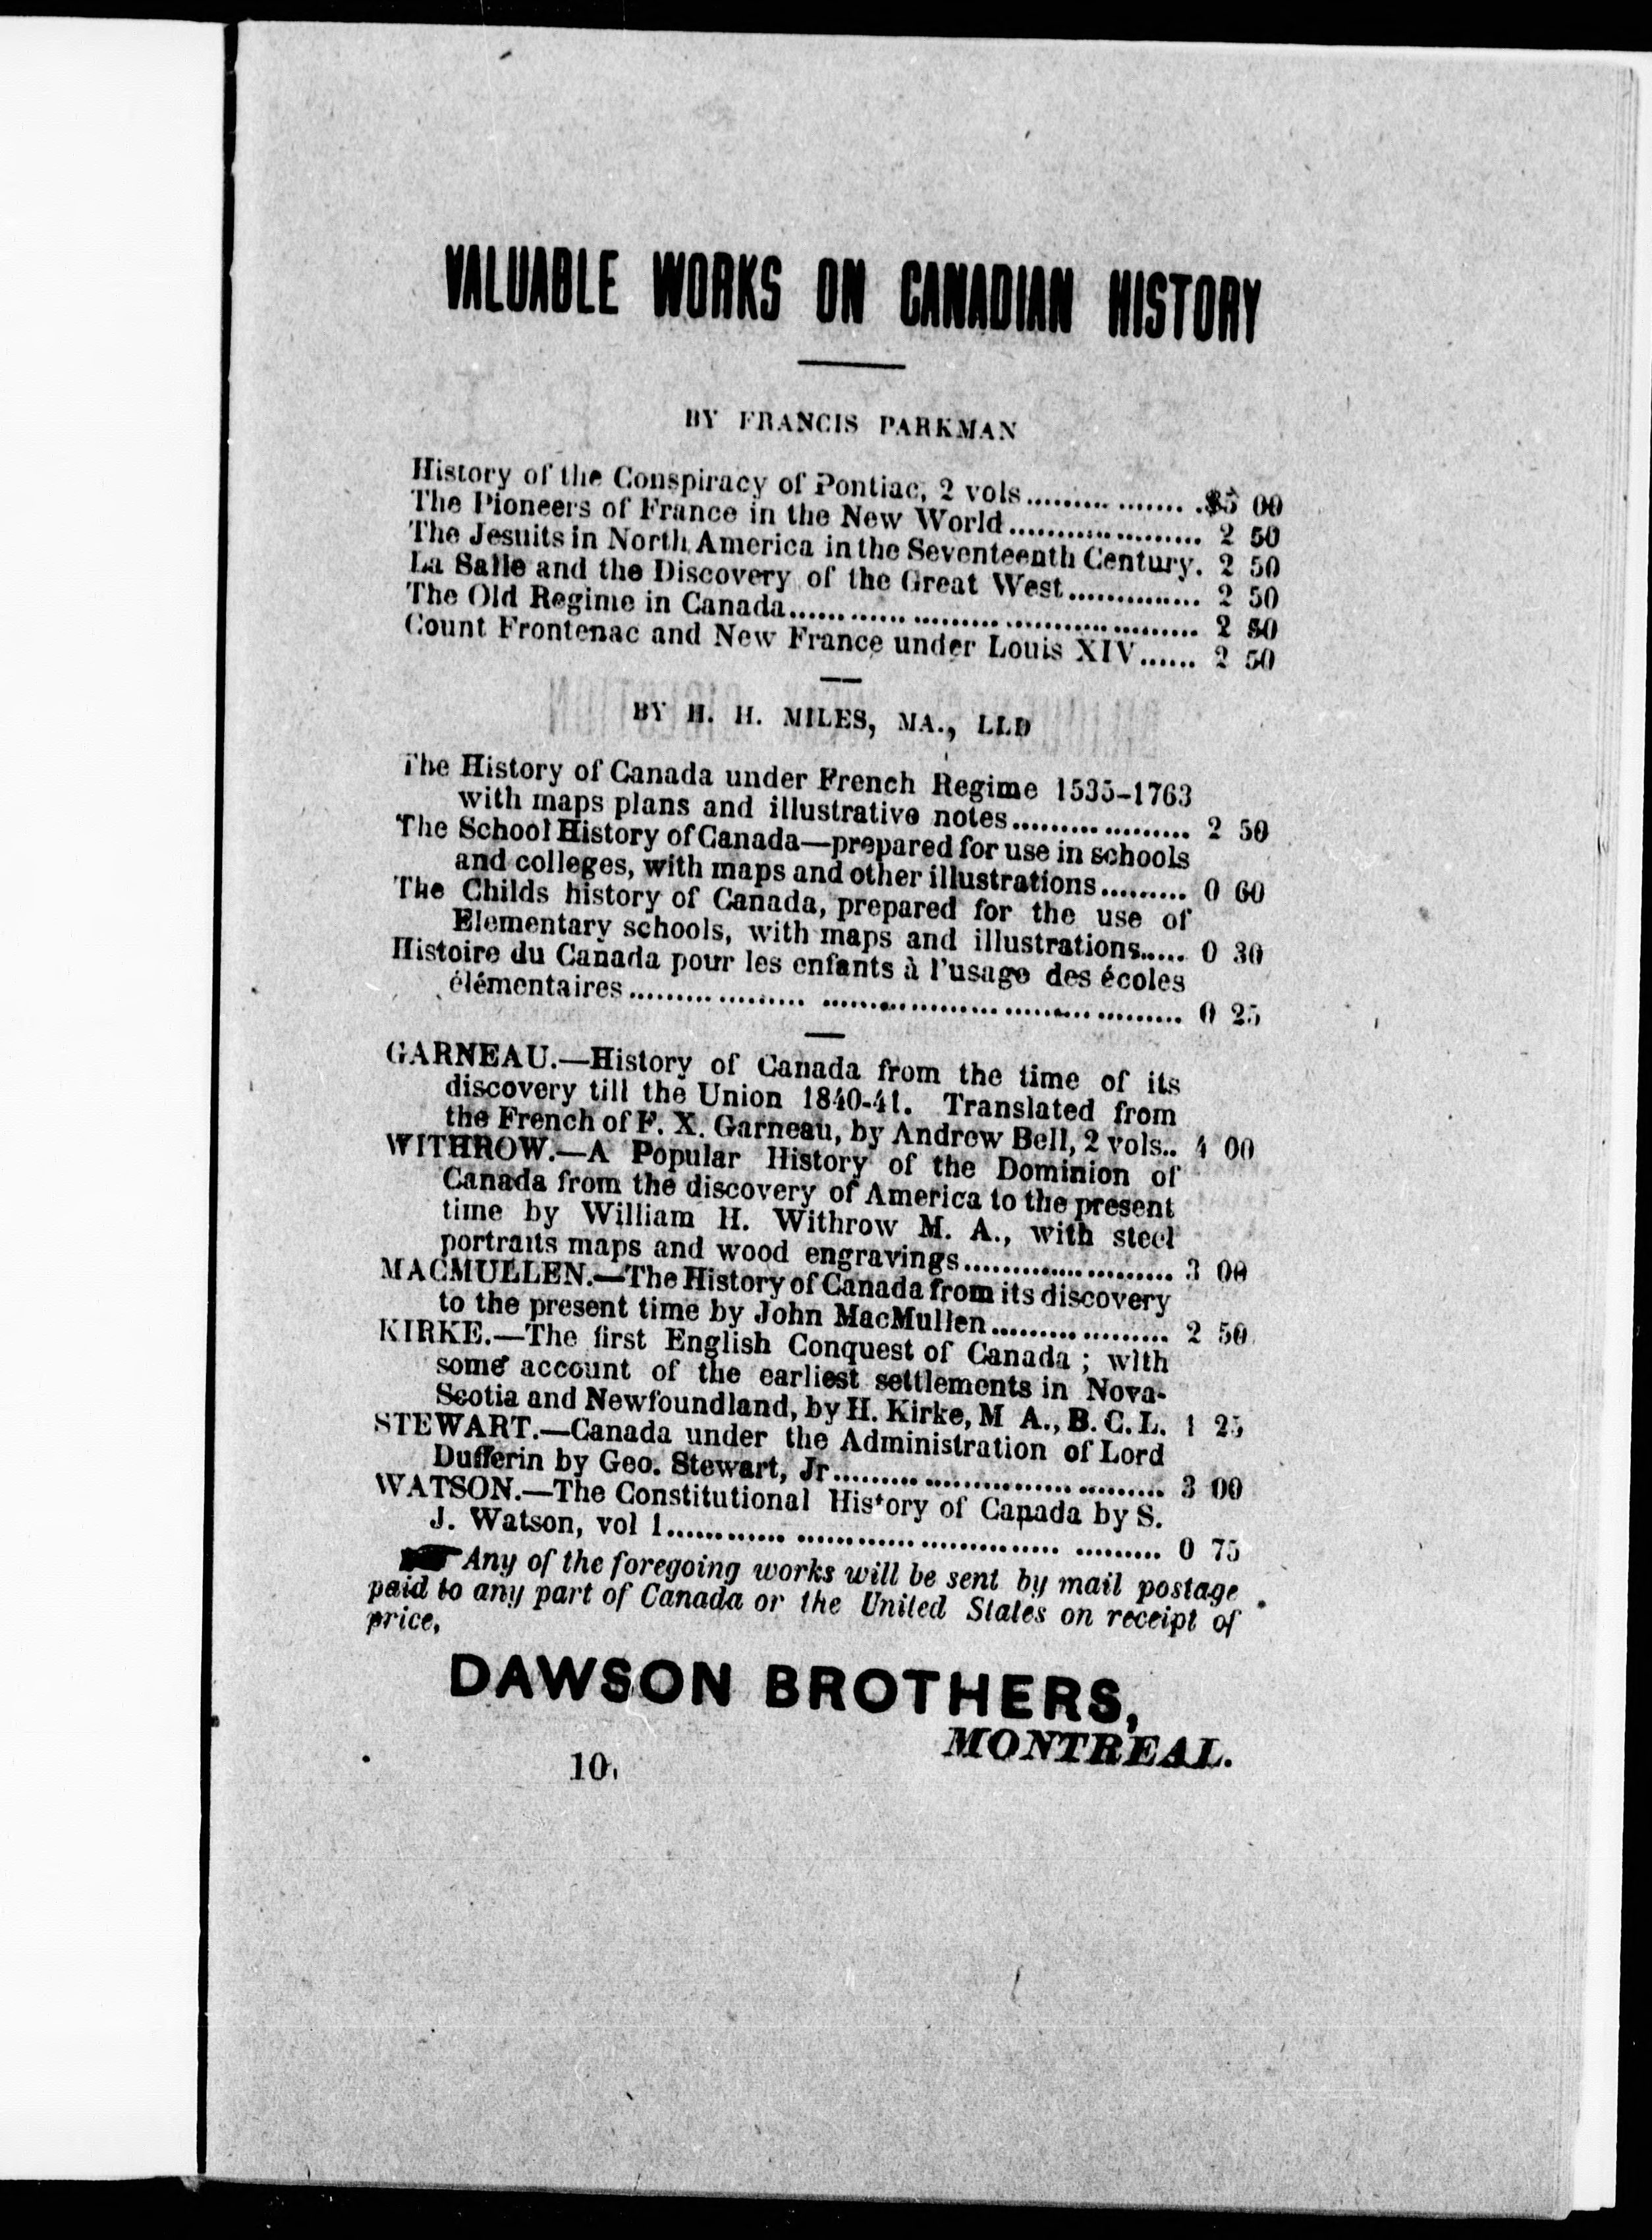 VALUABLE WORKS ON CANADIAN HISTORY
BY FRANCIS PARKMAN
History of the Conspiracy of Pontiac, 2 vols.................. .$5 00
The Pioneers of France in the New World..................... 2 50
The Jesuits in North America in the Seventeenth Century. 2 50
La Salle and the Discovery of the Great West.............. 2 50
The Old Regime in Canada............................................ 2 50
Count Frontenac and New France under Louis XIV...... 2 50
BY H. H. MILES, MA., LLD
The History of Canada under French Regime 1535-1763
with maps plans and illustrative notes................... 2 50
The School History of Canada—prepared for use in schools
and colleges, with maps and other illustrations......... 0 60
The Childs history of Canada, prepared for the use of
Elementary schools, with maps and illustrations...... 0 30
Histoire du Canada pour les enfants à l'usage des écoles
élémentaires.......................................................... 0 25
GARNEAU.—History of Canada from the time of its
discovery till the Union 1840-41. Translated from
the French of F. X. Garneau, by Andrew Bell, 2 vols.. 4 00
WITHROW.—A Popular History of the Dominion of
Canada from the discovery of America to the present
time by William H. Withrow M. A., with steel
portraits maps and wood engravings...................... 3 00
MACMULLEN.—The History of Canada from its discovery
to the present time by John MacMullen................... 2 50
KIRKE.—The first English Conquest of Canada ; with
some account of the earliest settlements in Nova-
Scotia and Newfoundland, by H. Kirke, M A., B. C. L. 1 25
STEWART.—Canada under the Administration of Lord
Dufferin by Geo. Stewart, Jr................................... 3 00
WATSON.—The Constitutional History of Canada by S.
J. Watson, vol 1.................................................... 0 75
☛ Any of the foregoing works will be sent by mail postage
paid to any part of Canada or the United States on receipt of
price,
DAWSON BROTHERS,
MONTREAL.
10.